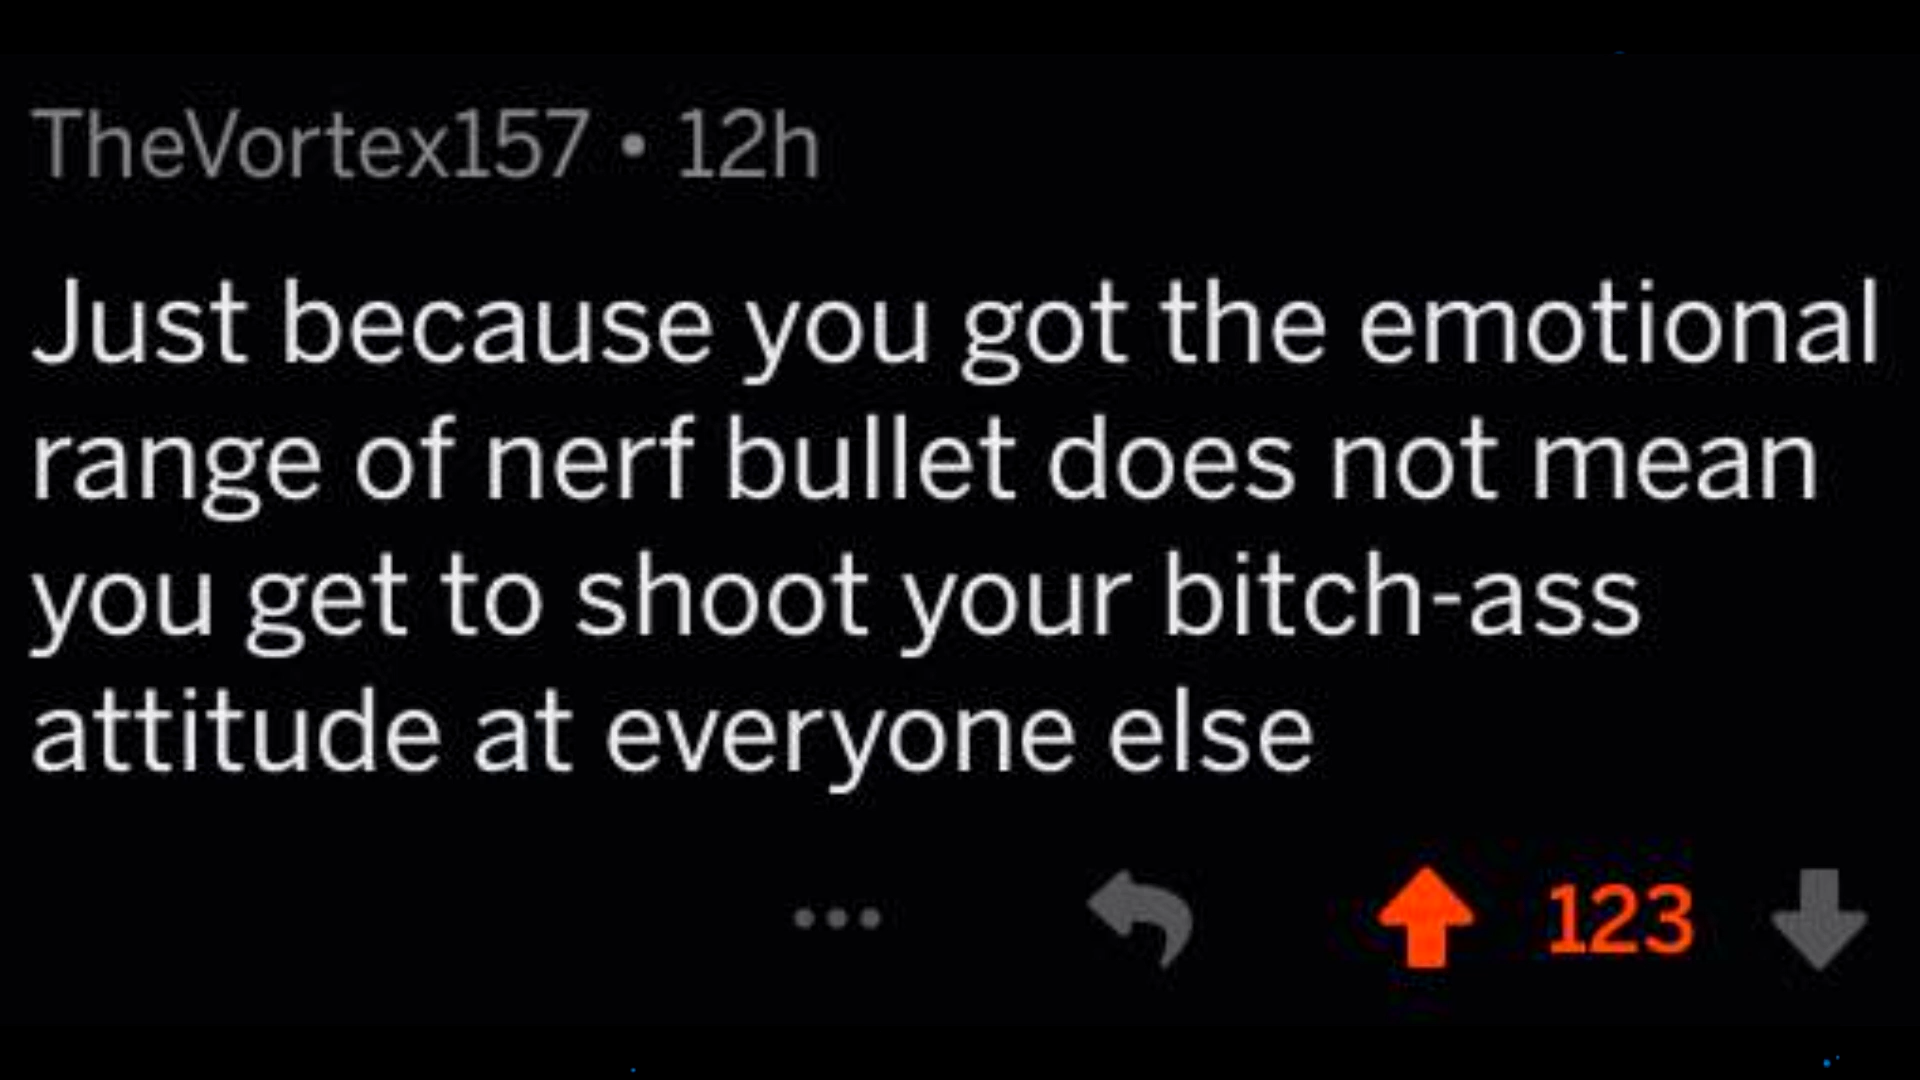 TheVortex157 • 12h
Just because you got the emotional
range of nerf bullet does not mean
you get to shoot your bitch-ass
attitude at everyone else
123